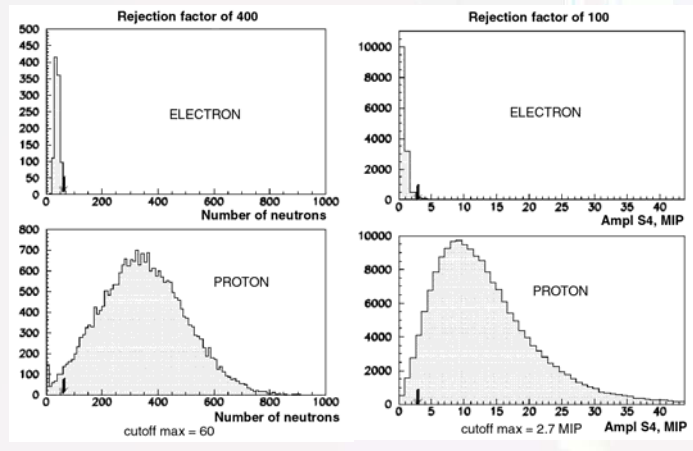 Rejection factor of 400
500
450
400
350
300
250
200
150
100
50
0
ELECTRON
0 200 400 600 800 1000
Number of neutrons
800
700
600
500
400
300
200
100
0
PROTON
0 200 400 600 800 1000
Number of neutrons
cutoff max = 60
Rejection factor of 100
10000
8000
6000
4000
2000
0
ELECTRON
0 5 10 15 20 25 30 35 40
Ampl S4, MIP
10000
8000
6000
4000
2000
0
PROTON
0 5 10 15 20 25 30 35 40
Ampl S4, MIP
cutoff max = 2.7 MIP